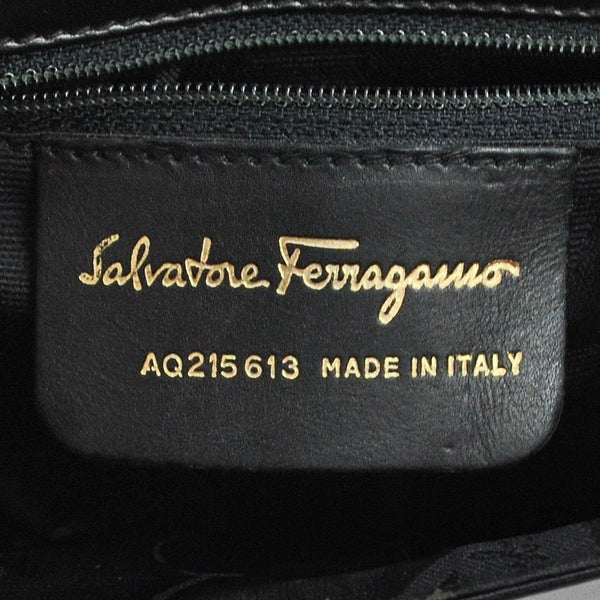 Salvatore Ferragamo
AQ215613 MADE IN ITALY